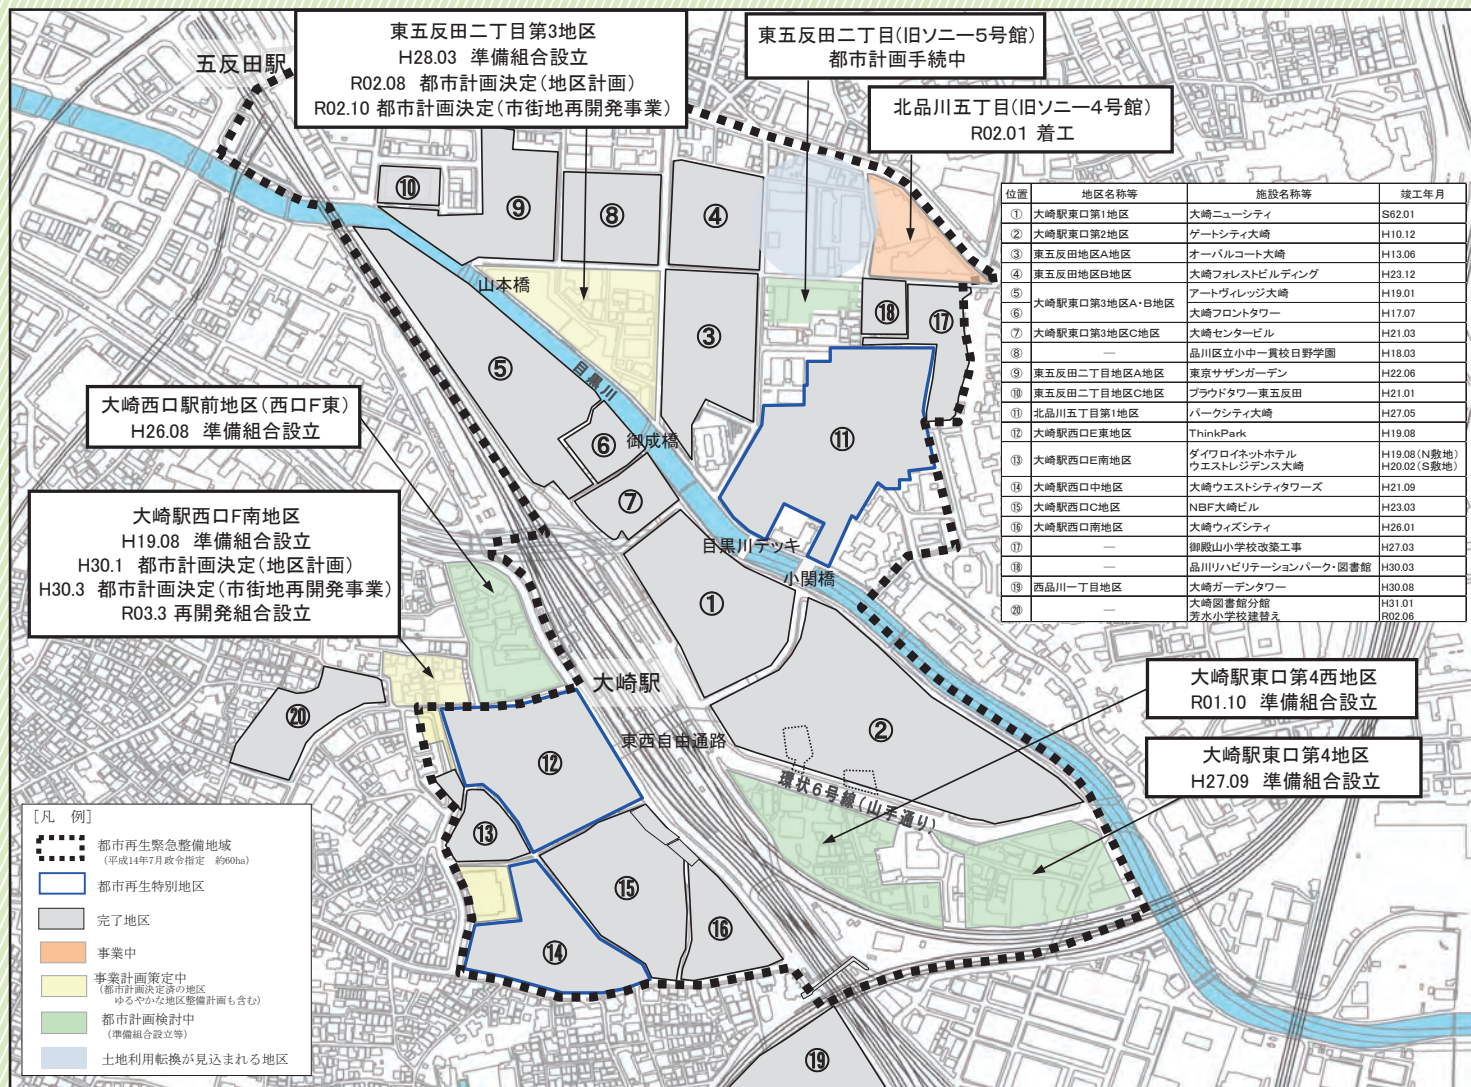 東五反田二丁目第3地区
H28.03 準備組合設立
R02.08 都市計画決定(地区計画)
R02.10 都市計画決定(市街地再開発事業)
東五反田二丁目(旧ソニー5号館)
都市計画手続中
北品川五丁目(旧ソニー4号館)
R02.01 着工
五反田駅
位置 地区名称等 施設名称等 竣工年月
① 大崎駅東口第1地区 大崎ニューシティ S62.01
② 大崎駅東口第2地区 ゲートシティ大崎 H10.12
③ 東五反田地区A地区 オーバルコート大崎 H13.06
④ 東五反田地区B地区 大崎フォレストビルディング H23.12
⑤ 大崎駅東口第3地区A・B地区 アートヴィレッジ大崎 H19.01
⑥ 大崎フロントタワー H17.07
⑦ 大崎駅東口第3地区C地区 大崎センタービル H21.03
⑧ ― 品川区立小中一貫校日野学園 H18.03
⑨ 東五反田二丁目地区A地区 東京サザンガーデン H22.06
⑩ 東五反田二丁目地区C地区 プラウドタワー東五反田 H21.01
⑪ 北品川五丁目第1地区 パークシティ大崎 H27.05
⑫ 大崎駅西口E東地区 ThinkPark H19.08
⑬ 大崎駅西口E南地区 ダイワロイネットホテル H19.08(N敷地)
ウエストレジデンス大崎 H20.02(S敷地)
⑭ 大崎駅西口中地区 大崎ウエストシティタワーズ H21.09
⑮ 大崎駅西口C地区 NBF大崎ビル H23.03
⑯ 大崎駅西口南地区 大崎ウィズシティ H26.01
⑰ ― 御殿山小学校改築工事 H27.03
⑱ ― 品川リハビリテーションパーク・図書館 H30.03
⑲ 西品川一丁目地区 大崎ガーデンタワー H30.08
⑳ ― 大崎図書館分館 H31.01
芳水小学校建替え R02.06
⑩
⑨
⑧
④
山本橋
③
⑱
⑰
⑤
目黒川
大崎西口駅前地区(西口F東)
H26.08 準備組合設立
⑥
御成橋
⑪
⑦
大崎駅西口F南地区
H19.08 準備組合設立
H30.1 都市計画決定(地区計画)
H30.3 都市計画決定(市街地再開発事業)
R03.3 再開発組合設立
目黒川デッキ
小関橋
①
大崎駅
大崎駅東口第4西地区
R01.10 準備組合設立
⑳
②
東西自由通路
⑫
大崎駅東口第4地区
H27.09 準備組合設立
環状6号線(山手通り)
⑬
⑮
⑯
⑭
⑲
[凡 例]
都市再生緊急整備地域
(平成14年7月政令指定 約60ha)
都市再生特別地区
完了地区
事業中
事業計画策定中
(都市計画決定済の地区
ゆるやかな地区整備計画も含む)
都市計画検討中
(準備組合設立等)
土地利用転換が見込まれる地区